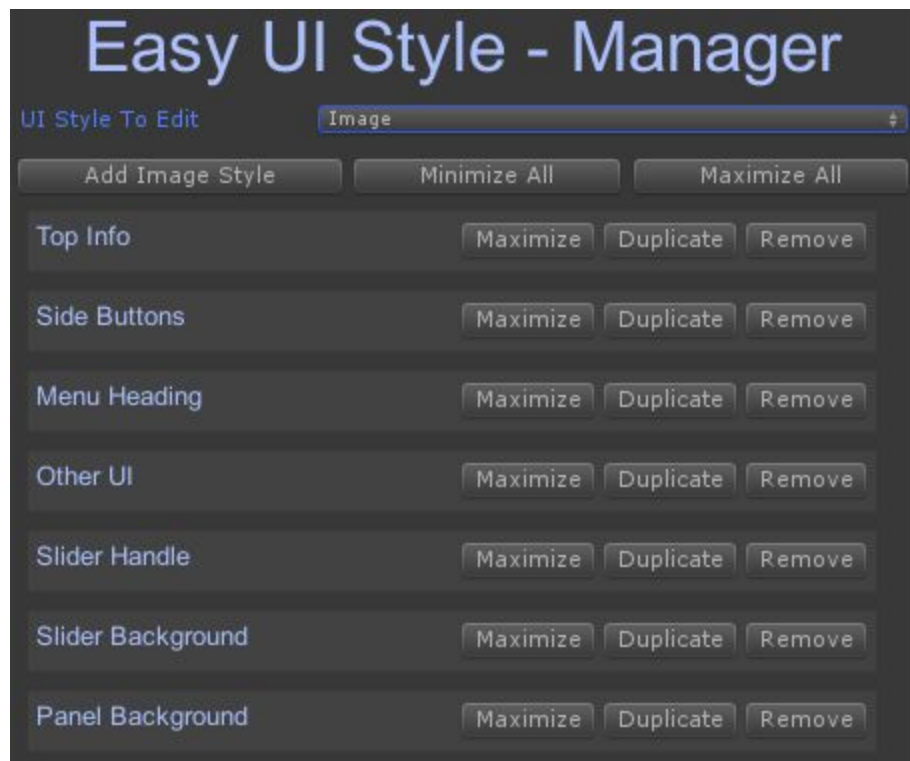 Easy UI Style - Manager
UI Style To Edit Image
Add Image Style Minimize All Maximize All
Top Info Maximize Duplicate Remove
Side Buttons Maximize Duplicate Remove
Menu Heading Maximize Duplicate Remove
Other UI Maximize Duplicate Remove
Slider Handle Maximize Duplicate Remove
Slider Background Maximize Duplicate Remove
Panel Background Maximize Duplicate Remove